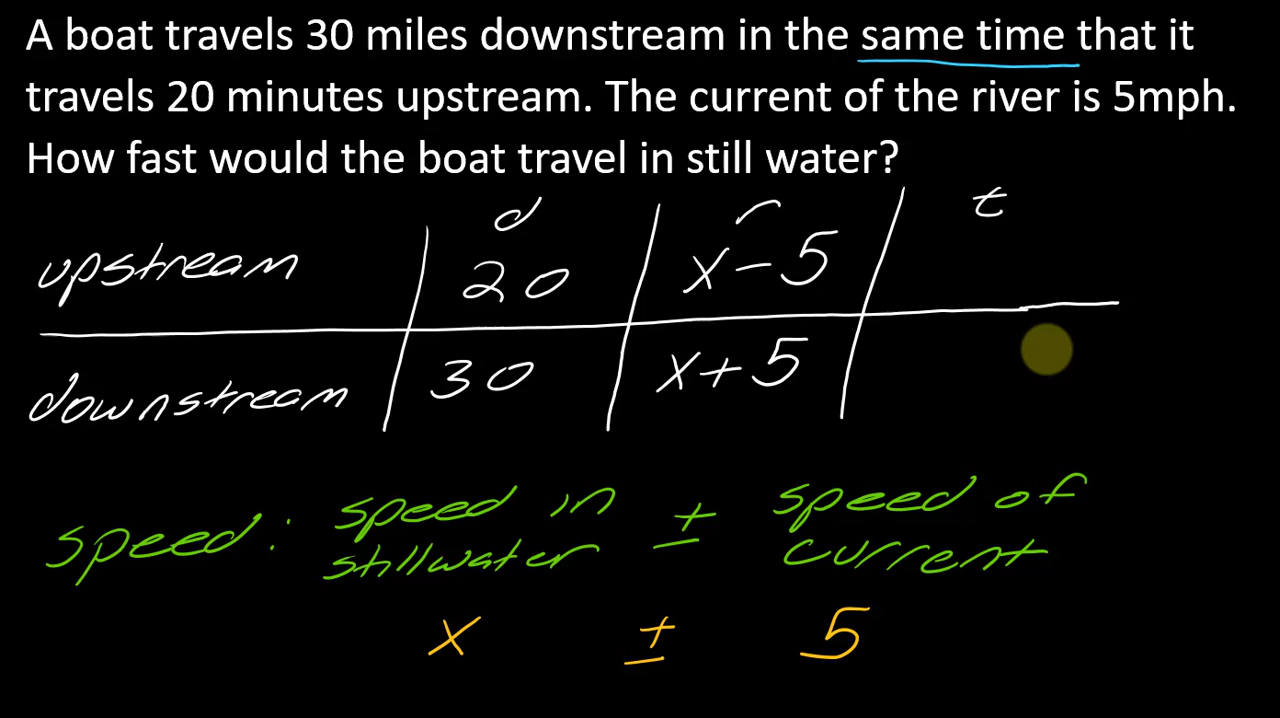 A boat travels 30 miles downstream in the same time that it
travels 20 minutes upstream. The current of the river is 5mph.
How fast would the boat travel in still water?
d r t
upstream 20 x-5
downstream 30 x+5
speed: speed in stillwater ± speed of current
x ± 5